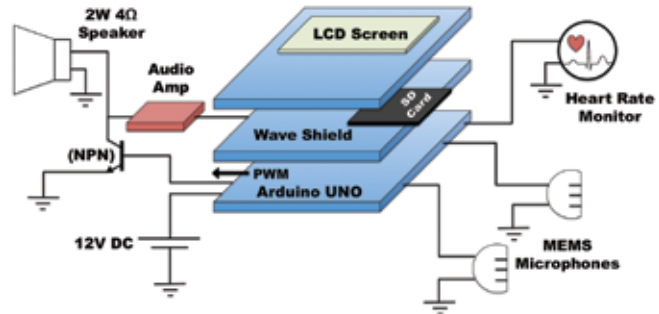 2W 4Ω
Speaker
LCD Screen
Audio
Amp
SD
Card
Heart Rate
Monitor
Wave Shield
(NPN)
PWM
Arduino UNO
12V DC
MEMS
Microphones